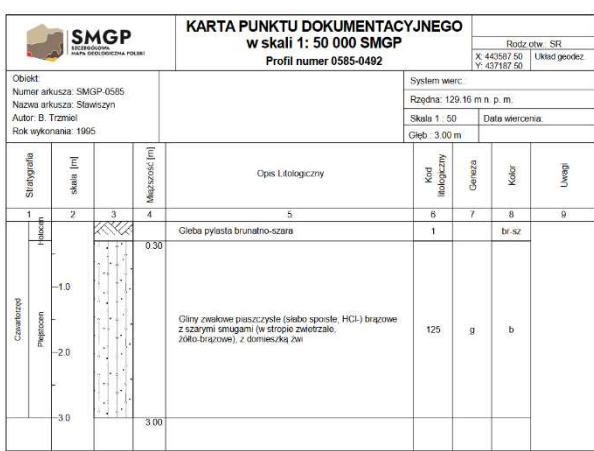 SMGP
SZCZEGÓŁOWA
MAPA GEOLOGICZNA POLSKI
KARTA PUNKTU DOKUMENTACYJNEGO
w skali 1: 50 000 SMGP
Profil numer 0585-0492
Rodz.otw.: SR
X: 443587.50
Y: 437187.50
Układ geodez.
Obiekt:
Numer arkusza: SMGP-0585
Nazwa arkusza: Stawiszyn
Autor: B. Trzmiel
Rok wykonania: 1995
System wierc.:
Rzędna: 129.16 m n. p. m.
Skala 1 : 50
Data wiercenia:
Głęb.: 3.00 m
Stratygrafia
skala [m]
Miąższość [m]
Opis Litologiczny
Kod litologiczny
Geneza
Kolor
Uwagi
1 2 3 4 5 6 7 8 9
Czwartorzęd
Holocen
Gleba pylasta brunatno-szara
1
br-sz
0.30
Plejstocen
-1.0
-2.0
-3.0
Gliny zwałowe piaszczyste (słabo spoiste, HCl-) brązowe
z szarymi smugami (w stropie zwietrzałe,
żółto-brązowe), z domieszką żwi
125
g
b
3.00